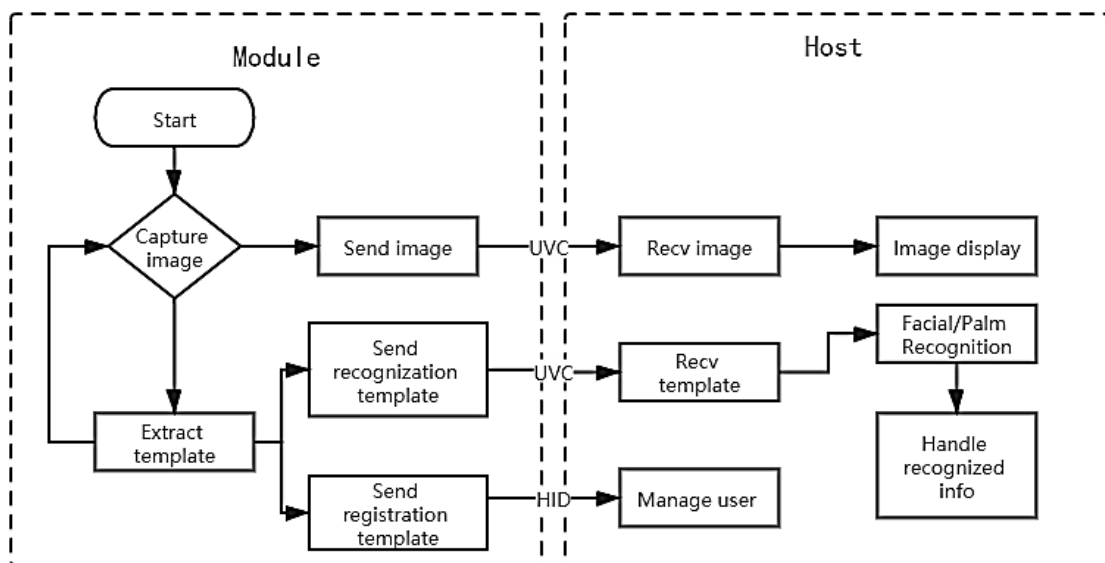 Module
Host
Start
Capture
image
Send image
UVC
Recv image
Image display
Send
recognization
template
UVC
Recv
template
Facial/Palm
Recognition
Extract
template
Handle
recognized
info
Send
registration
template
HID
Manage user